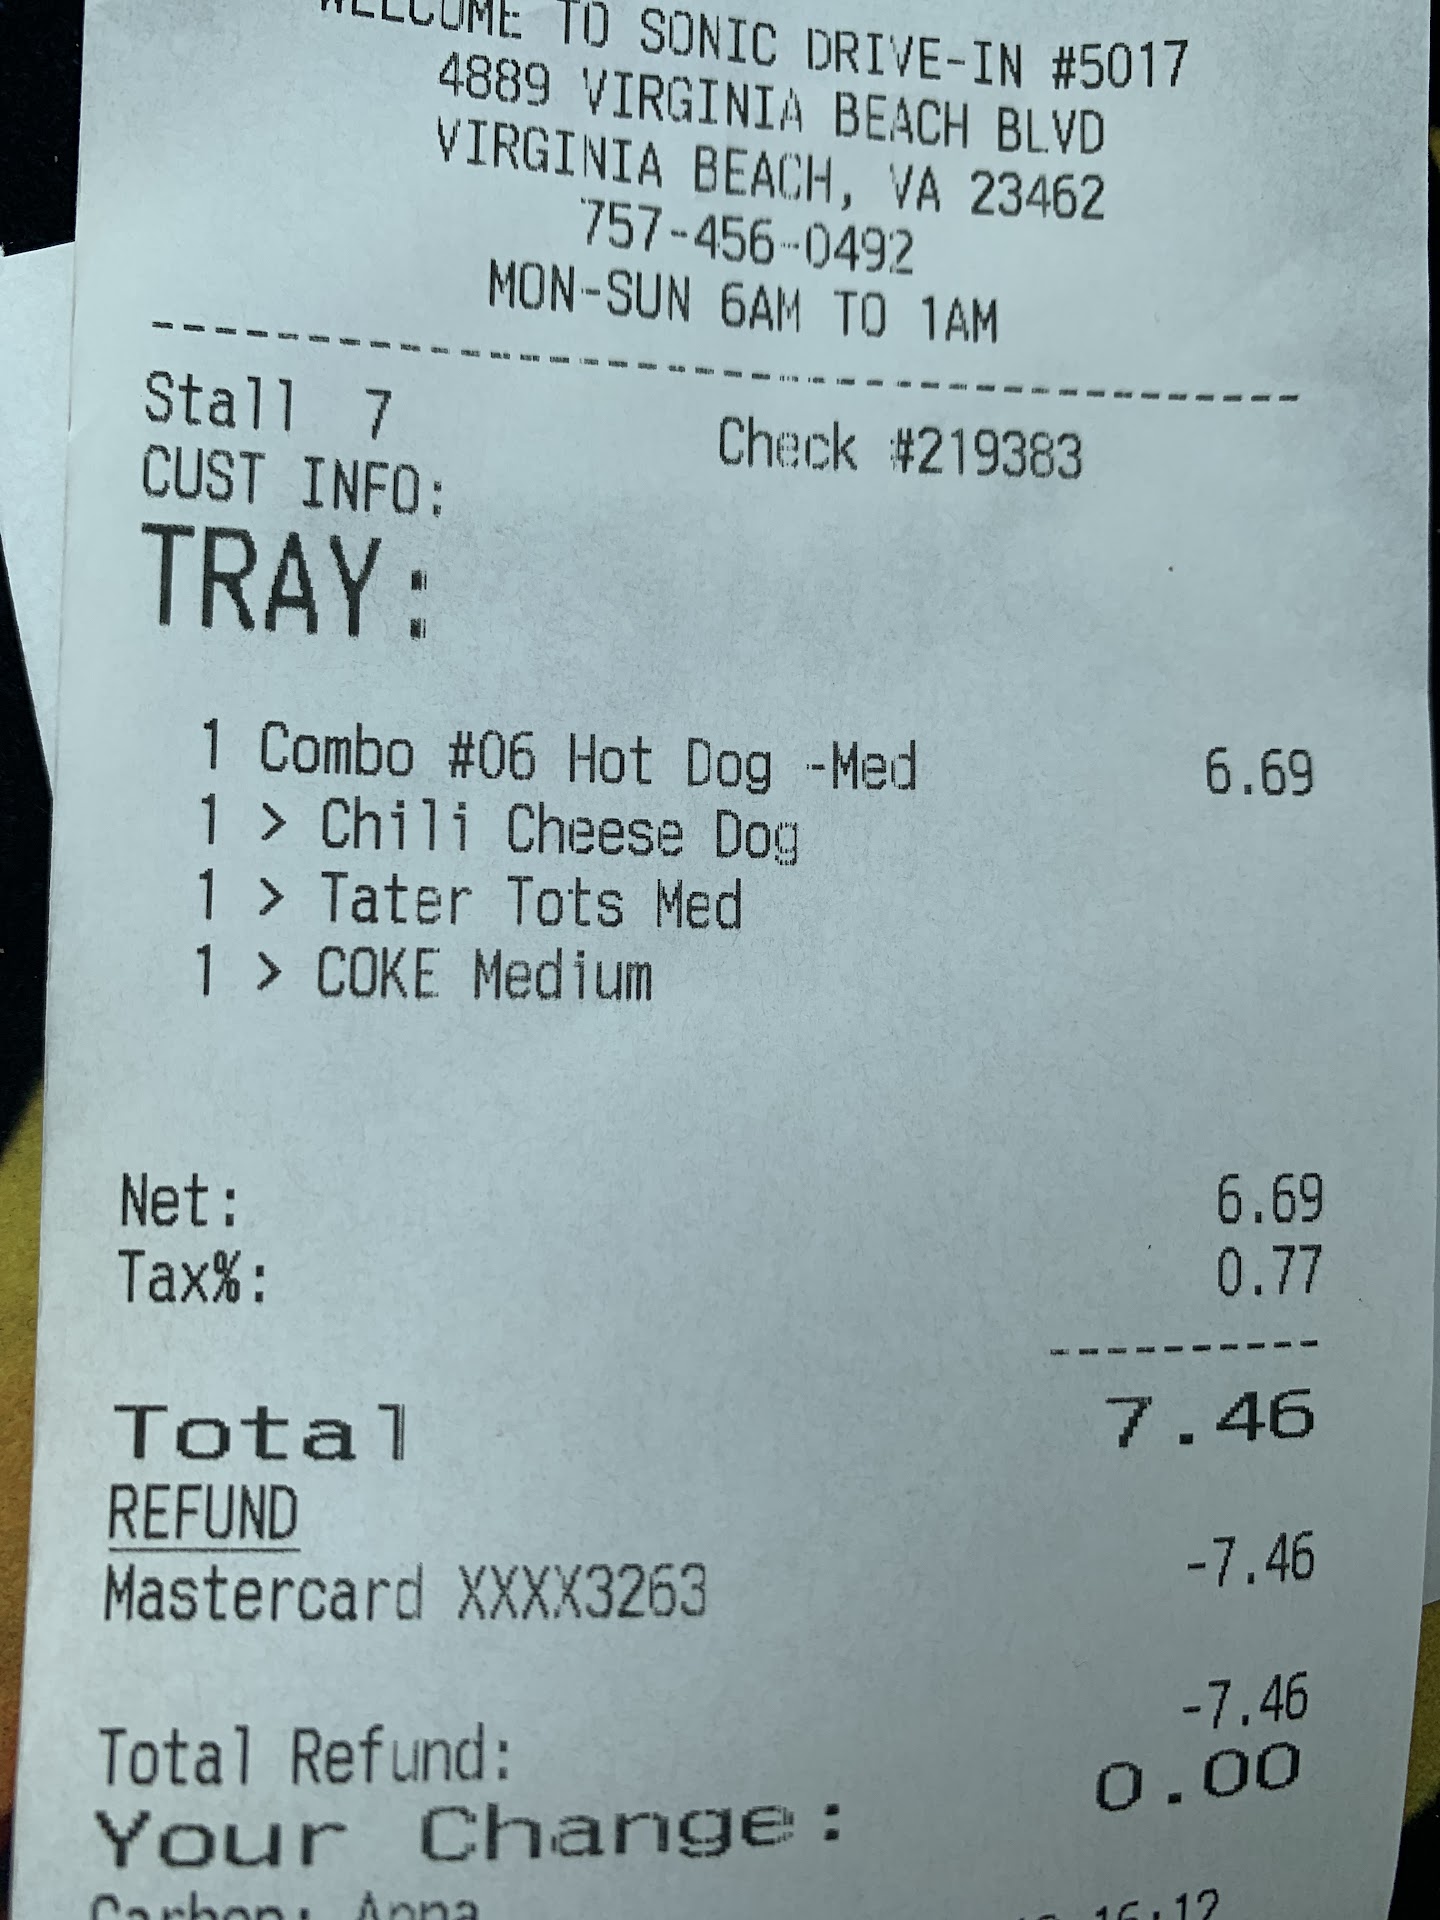 WELCOME TO SONIC DRIVE-IN #5017
4889 VIRGINIA BEACH BLVD
VIRGINIA BEACH, VA 23462
757-456-0492
MON-SUN 6AM TO 1AM
Stall 7 Check #219383
CUST INFO:
TRAY:
1 Combo #06 Hot Dog -Med 6.69
1 > Chili Cheese Dog
1 > Tater Tots Med
1 > COKE Medium
Net: 6.69
Tax%: 0.77
Total 7.46
REFUND
Mastercard XXXX3263 -7.46
Total Refund: -7.46
Your Change: 0.00
Anna 16:12